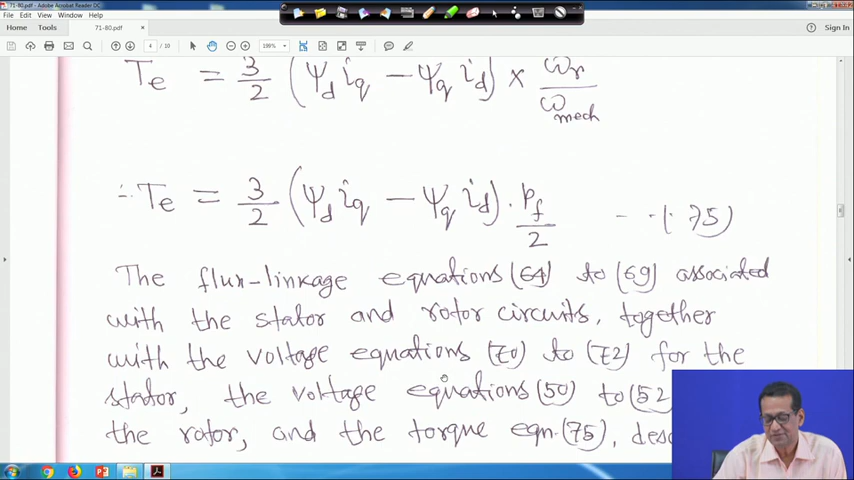 71-80.pdf - Adobe Acrobat Reader DC
File Edit View Window Help
Home Tools 71-80.pdf × Sign In
4 / 10 199%
Te = 3/2 (Ψd iq − Ψq id) × ωr/ωmech
∴ Te = 3/2 (Ψd iq − Ψq id) . pf/2 - - . (75)
The flux-linkage equations (64) to (69) associated
with the stator and rotor circuits, together
with the voltage equations (70) to (72) for the
stator, the voltage equations (50) to (52
the rotor, and the torque eqn. (75), des